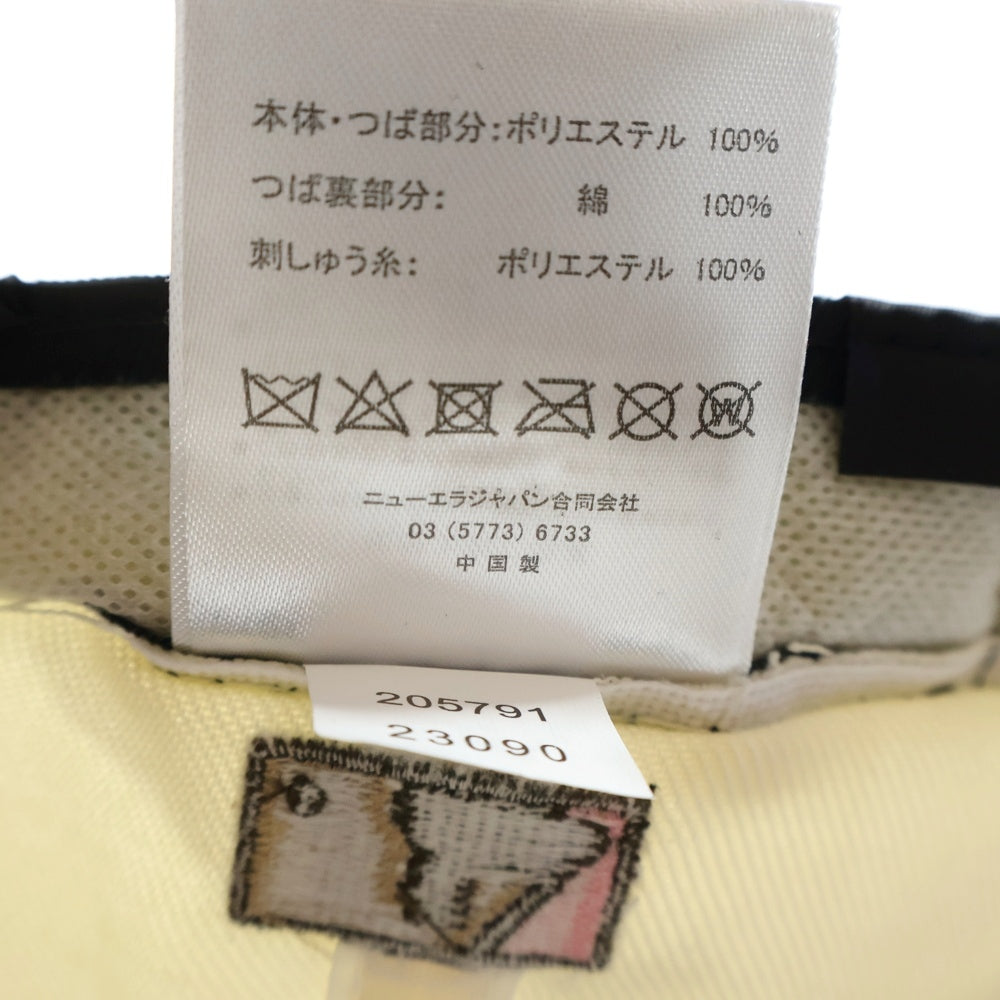 本体・つば部分:ポリエステル 100%
つば裏部分: 綿 100%
刺しゅう糸: ポリエステル 100%
ニューエラジャパン合同会社
03 (5773) 6733
中国製
205791
23090